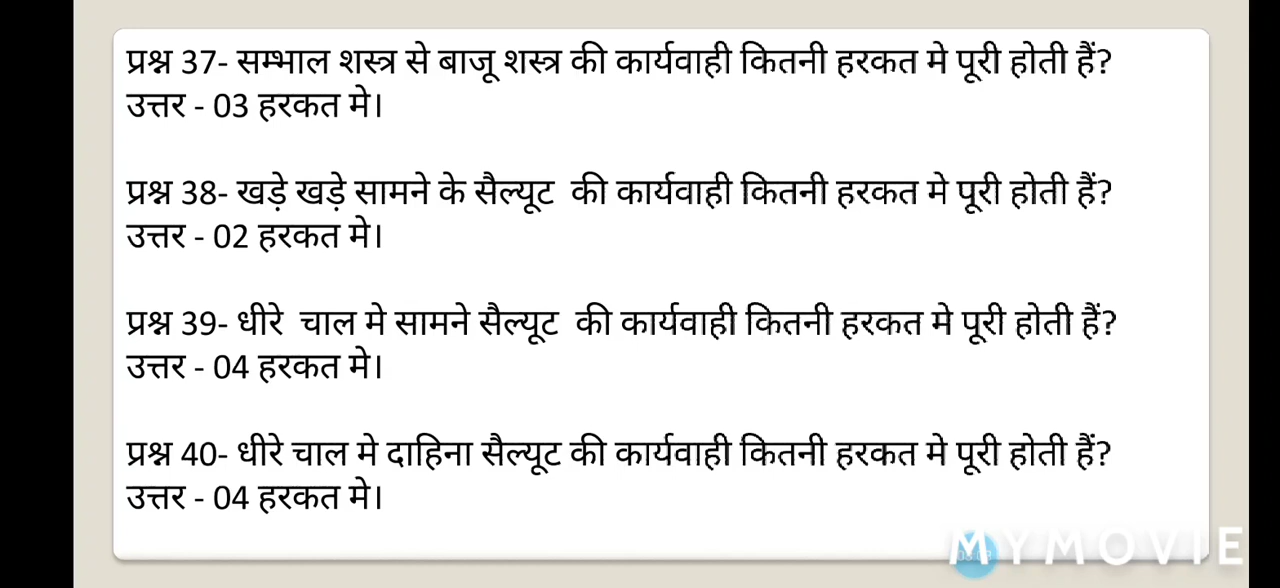 प्रश्न 37- सम्भाल शस्त्र से बाजू शस्त्र की कार्यवाही कितनी हरकत मे पूरी होती हैं?
उत्तर - 03 हरकत मे।
प्रश्न 38- खड़े खड़े सामने के सैल्यूट की कार्यवाही कितनी हरकत मे पूरी होती हैं?
उत्तर - 02 हरकत मे।
प्रश्न 39- धीरे चाल मे सामने सैल्यूट की कार्यवाही कितनी हरकत मे पूरी होती हैं?
उत्तर - 04 हरकत मे।
प्रश्न 40- धीरे चाल मे दाहिना सैल्यूट की कार्यवाही कितनी हरकत मे पूरी होती हैं?
उत्तर - 04 हरकत मे।
MYMOVIE